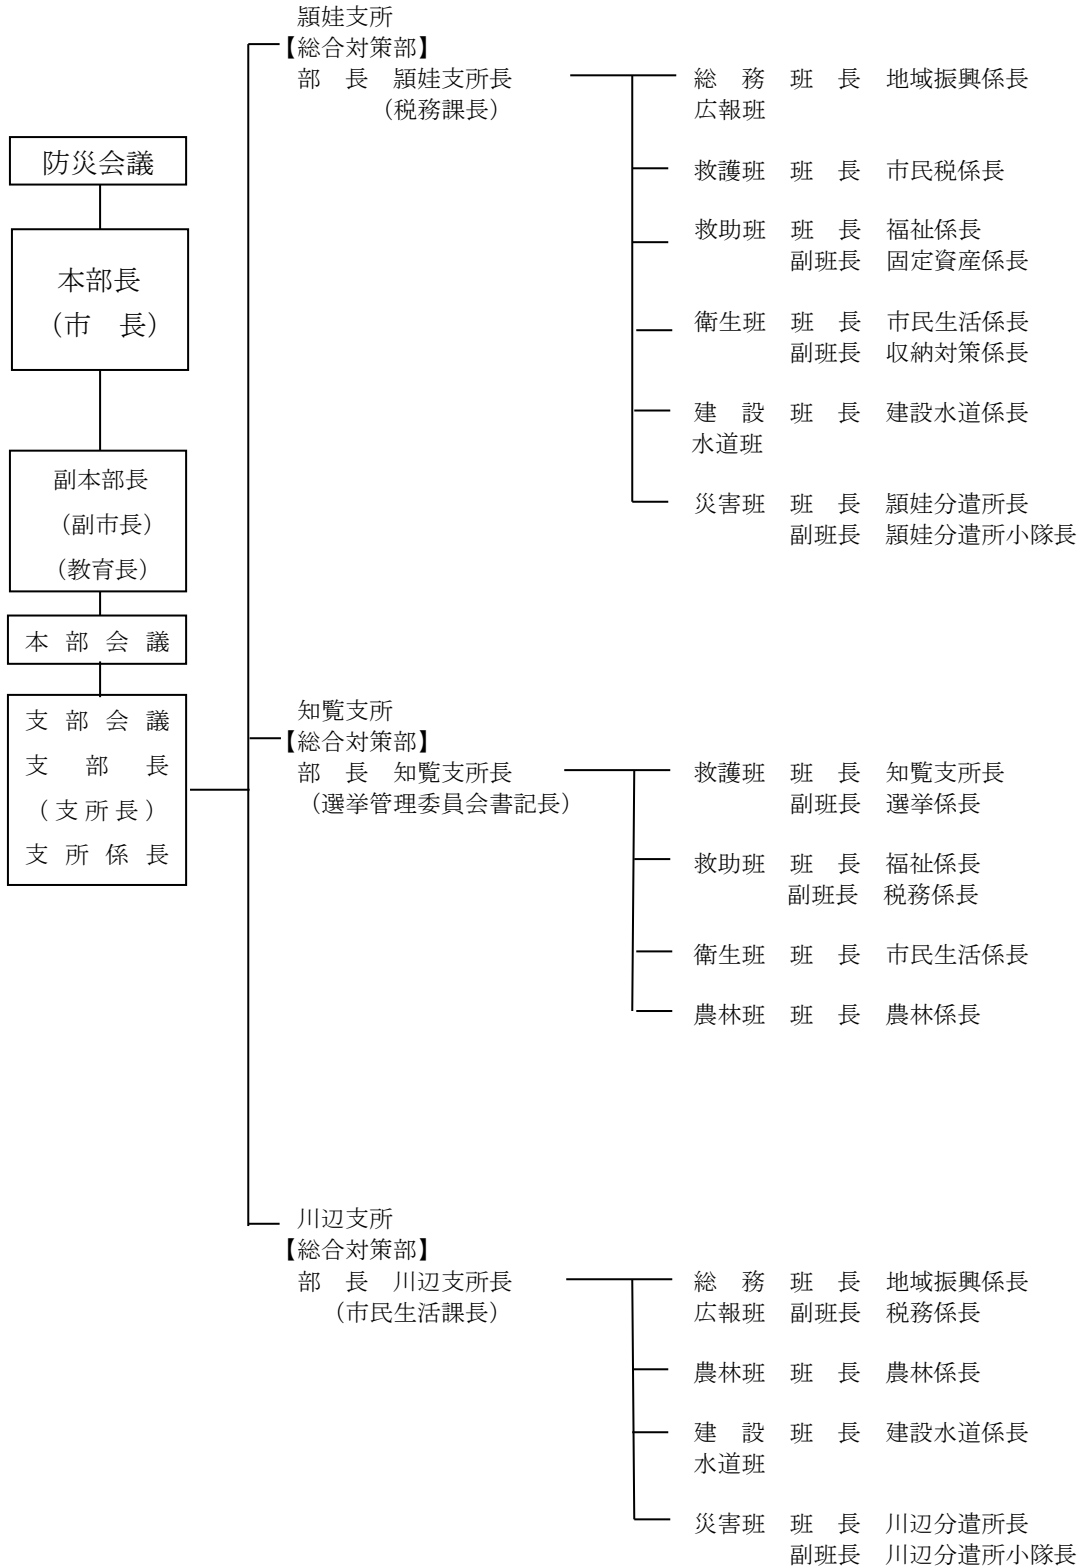 防災会議
本部長
（市　長）
副本部長
（副市長）
（教育長）
本　部　会　議
支　部　会　議
支　　部　　長
（支所長）
支　所　係　長
頴娃支所
【総合対策部】
部　長　頴娃支所長
（税務課長）
総　務　班　長　地域振興係長
広報班
救護班　班　長　市民税係長
救助班　班　長　福祉係長
副班長　固定資産係長
衛生班　班　長　市民生活係長
副班長　収納対策係長
建　設　班　長　建設水道係長
水道班
災害班　班　長　頴娃分遣所長
副班長　頴娃分遣所小隊長
知覧支所
【総合対策部】
部　長　知覧支所長
（選挙管理委員会書記長）
救護班　班　長　知覧支所長
副班長　選挙係長
救助班　班　長　福祉係長
副班長　税務係長
衛生班　班　長　市民生活係長
農林班　班　長　農林係長
川辺支所
【総合対策部】
部　長　川辺支所長
（市民生活課長）
総　務　班　長　地域振興係長
広報班　副班長　税務係長
農林班　班　長　農林係長
建　設　班　長　建設水道係長
水道班
災害班　班　長　川辺分遣所長
副班長　川辺分遣所小隊長